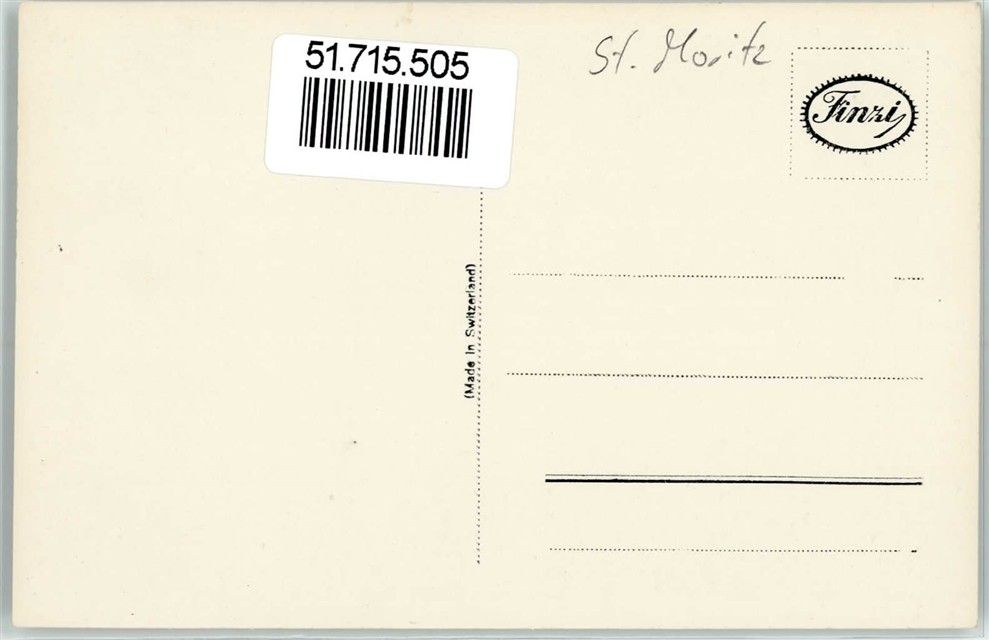 51.715.505
St. Moritz
Finzi
(Made in Switzerland)